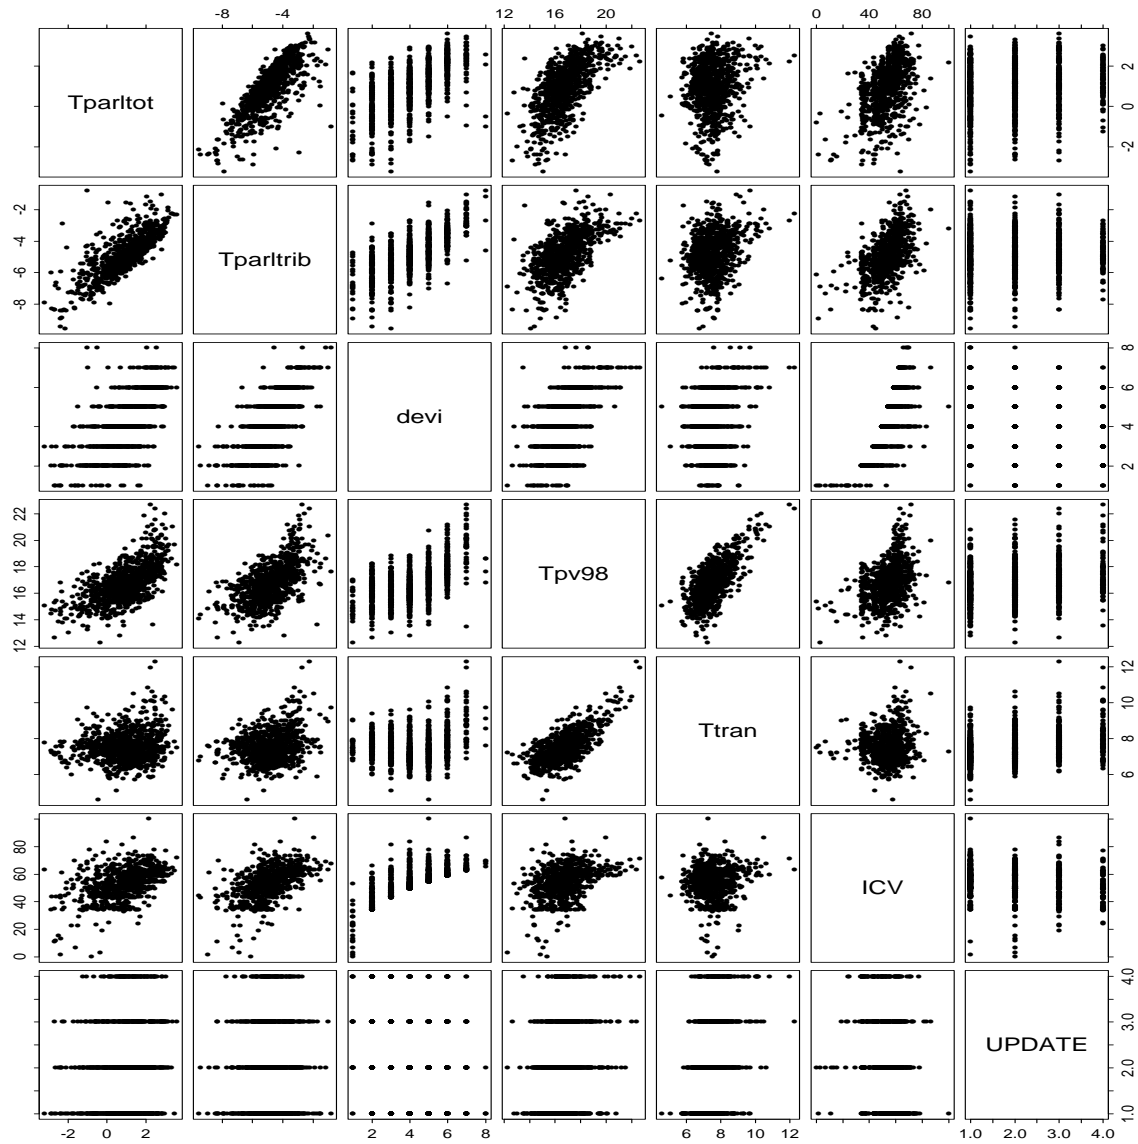 -8 -4
2 4 6 8
12 16 20
6 8 10 12
0 40 80
1.0 2.0 3.0 4.0
Tparltot
-2 0 2
-8 -6 -4 -2
Tparltrib
devi
2 4 6 8
12 14 16 18 20 22
Tpv98
Ttran
6 8 10 12
0 20 40 60 80
ICV
UPDATE
1.0 2.0 3.0 4.0
-2 0 2